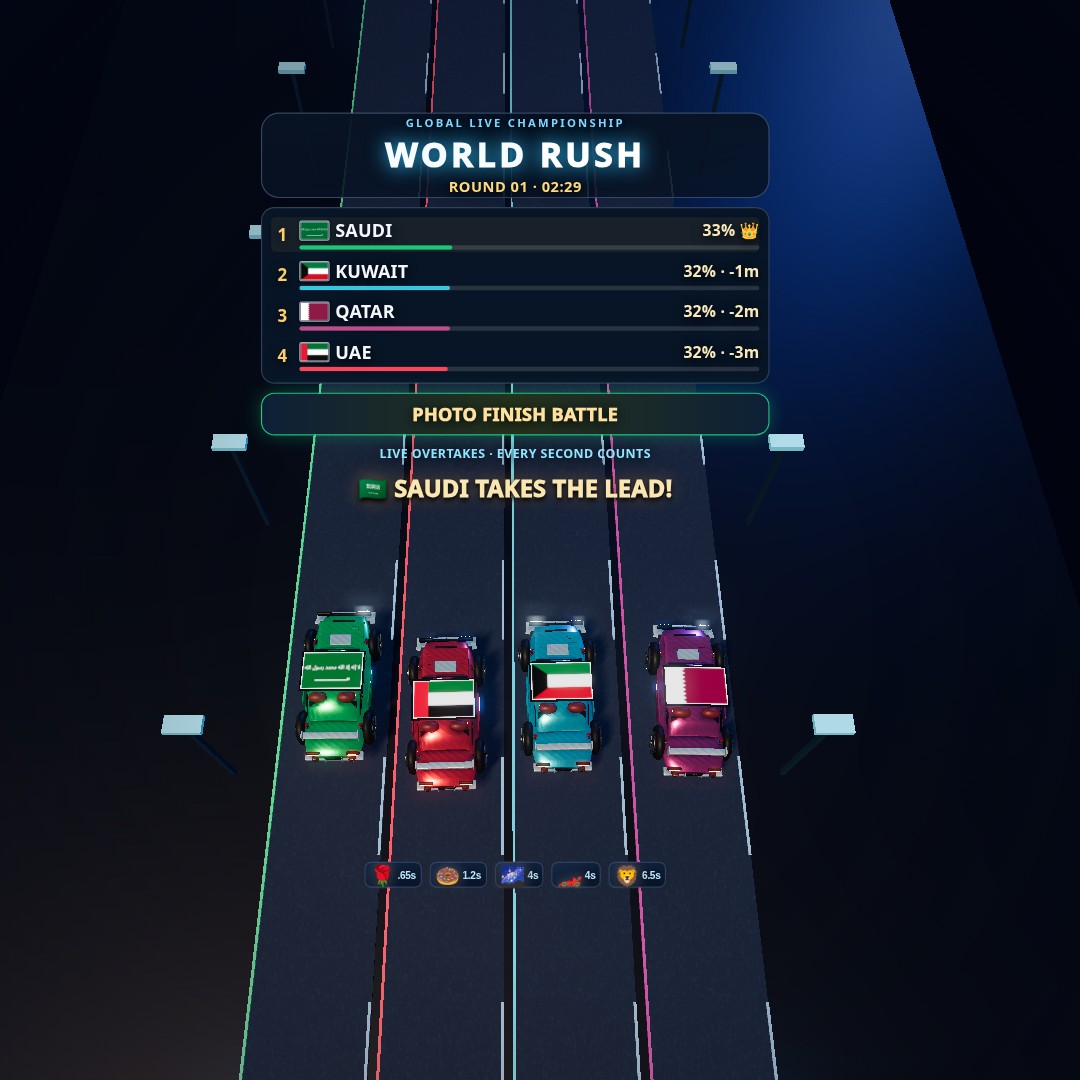 GLOBAL LIVE CHAMPIONSHIP
WORLD RUSH
ROUND 01 · 02:29
1 SAUDI 33% 👑
2 KUWAIT 32% · -1m
3 QATAR 32% · -2m
4 UAE 32% · -3m
PHOTO FINISH BATTLE
LIVE OVERTAKES · EVERY SECOND COUNTS
🇸🇦 SAUDI TAKES THE LEAD!
🌹 .65s 🍩 1.2s 🌌 4s 🏎️ 4s 🦁 6.5s